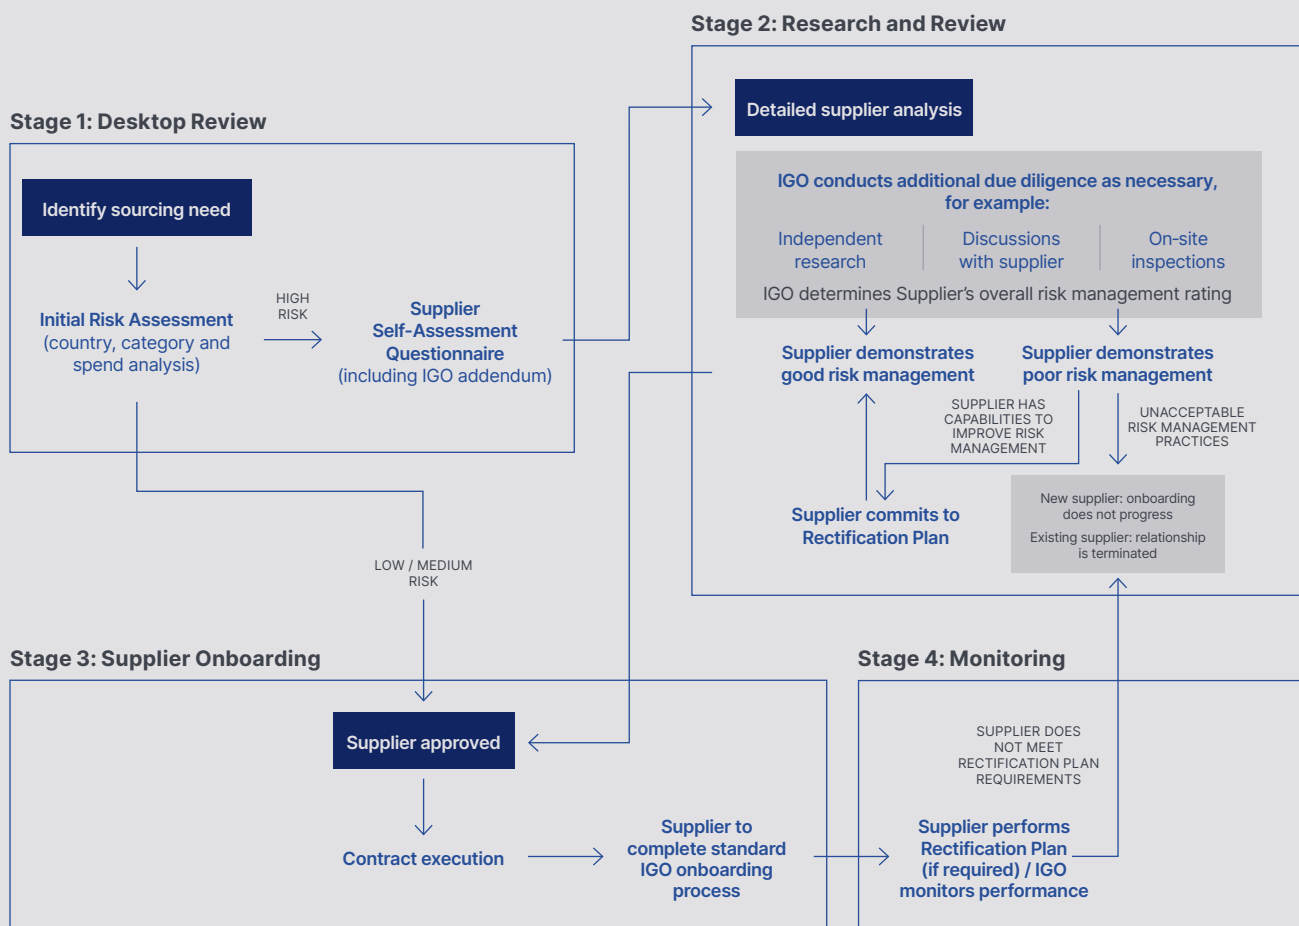 Stage 1: Desktop Review
Identify sourcing need
Initial Risk Assessment
(country, category and
spend analysis)
HIGH
RISK
Supplier
Self-Assessment
Questionnaire
(including IGO addendum)
LOW / MEDIUM
RISK
Stage 2: Research and Review
Detailed supplier analysis
IGO conducts additional due diligence as necessary,
for example:
Independent
research
Discussions
with supplier
On-site
inspections
IGO determines Supplier’s overall risk management rating
Supplier demonstrates
good risk management
Supplier demonstrates
poor risk management
SUPPLIER HAS
CAPABILITIES TO
IMPROVE RISK
MANAGEMENT
UNACCEPTABLE
RISK MANAGEMENT
PRACTICES
Supplier commits to
Rectification Plan
New supplier: onboarding
does not progress
Existing supplier: relationship
is terminated
Stage 3: Supplier Onboarding
Supplier approved
Contract execution
Supplier to
complete standard
IGO onboarding
process
Stage 4: Monitoring
SUPPLIER DOES
NOT MEET
RECTIFICATION PLAN
REQUIREMENTS
Supplier performs
Rectification Plan
(if required) / IGO
monitors performance